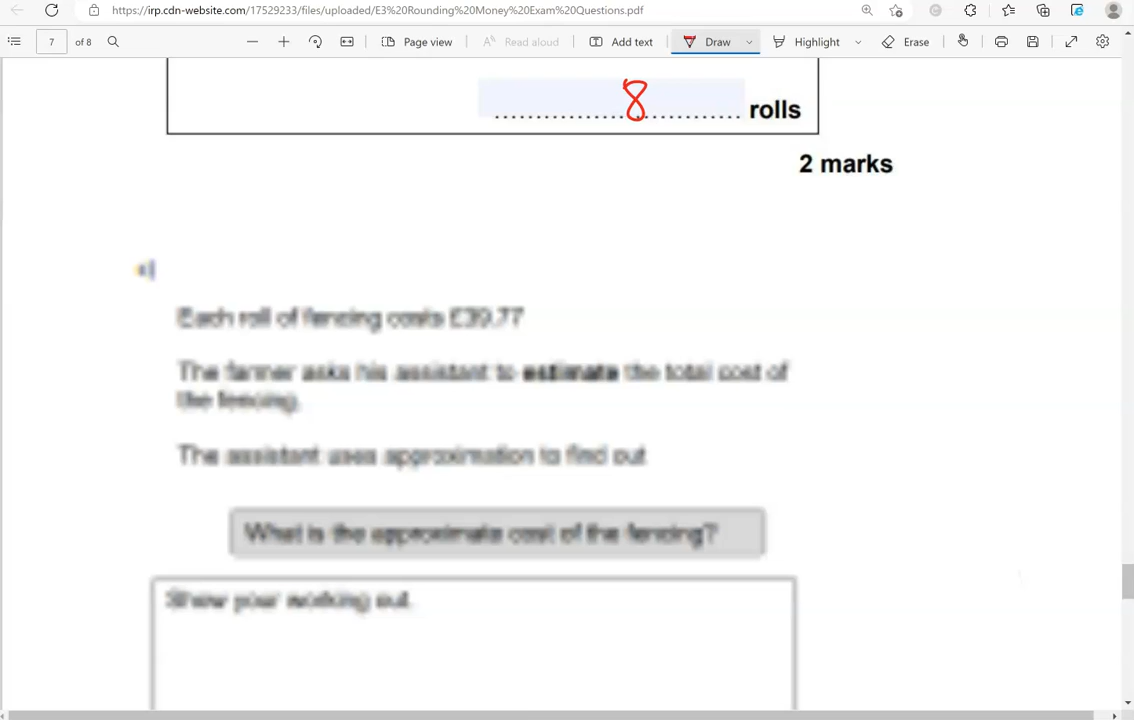 https://irp.cdn-website.com/17529233/files/uploaded/E3%20Rounding%20Money%20Exam%20Questions.pdf
7 of 8
Page view
Read aloud
Add text
Draw
Highlight
Erase
8
rolls
2 marks
Each roll of fencing costs £39.77
The farmer asks his assistant to estimate the total cost of
the fencing.
The assistant uses approximation to find out
What is the approximate cost of the fencing?
Show your working out.